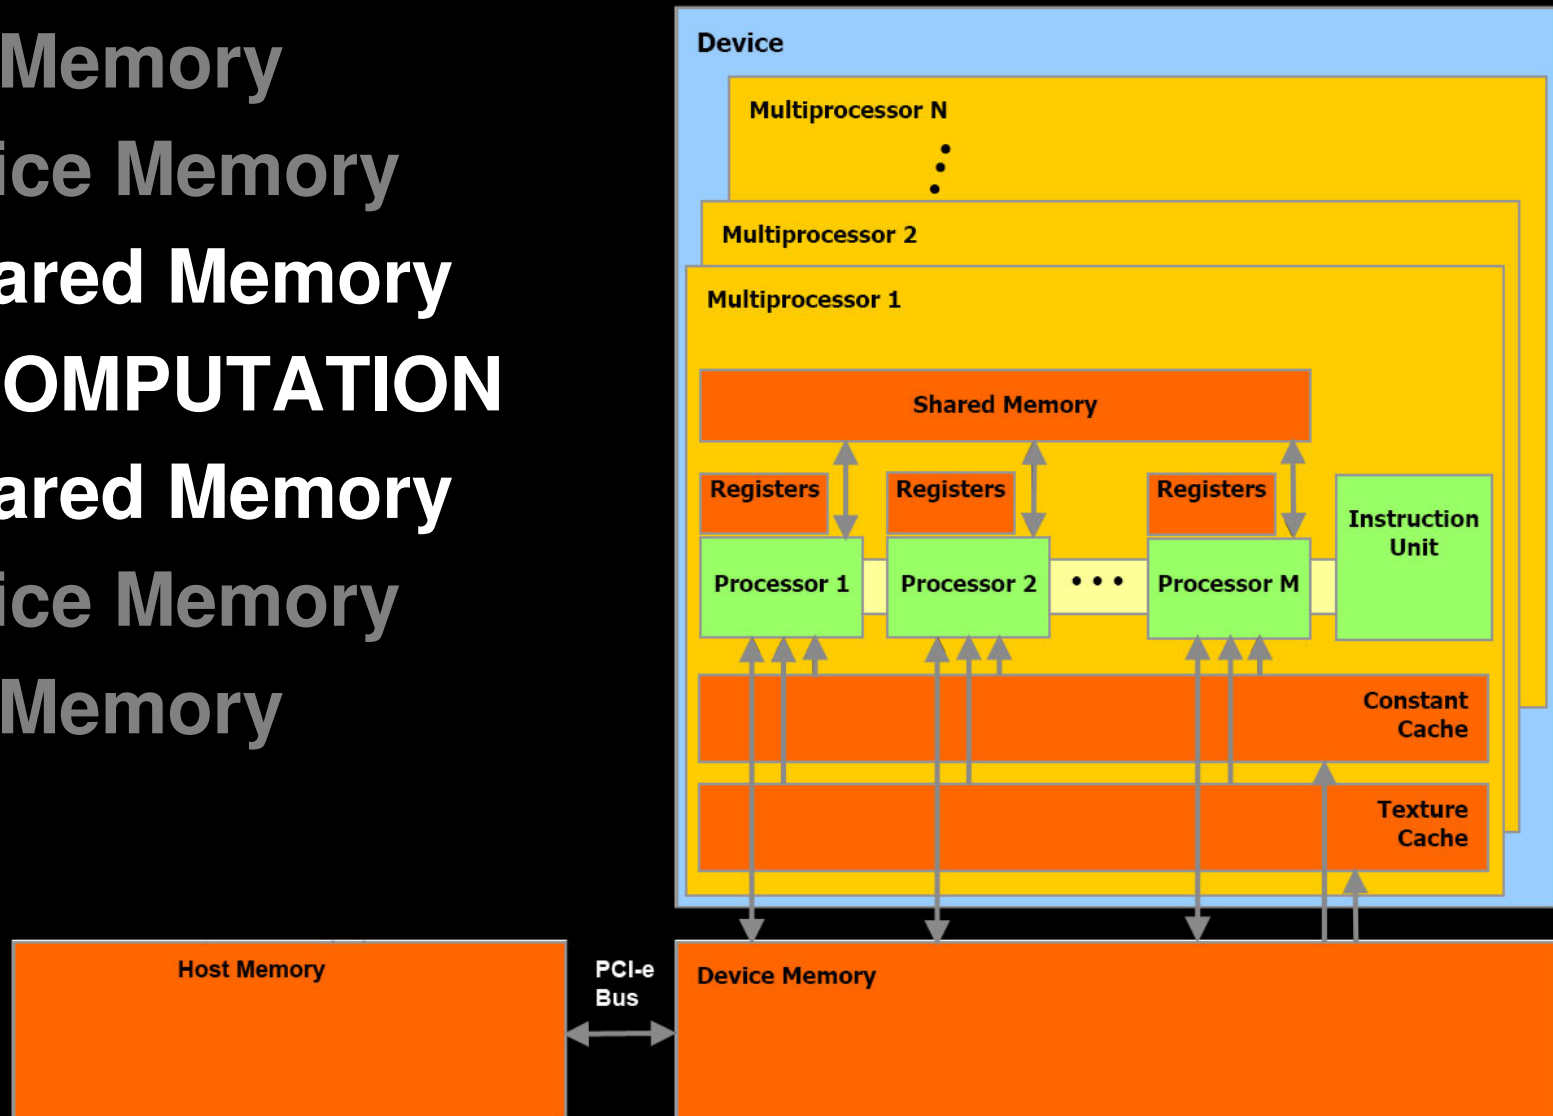 Memory
ice Memory
ared Memory
OMPUTATION
ared Memory
ice Memory
Memory
Device
Multiprocessor N
Multiprocessor 2
Multiprocessor 1
Shared Memory
Registers
Registers
Registers
Instruction
Unit
Processor 1
Processor 2
• • •
Processor M
Constant
Cache
Texture
Cache
Host Memory
PCI-e
Bus
Device Memory